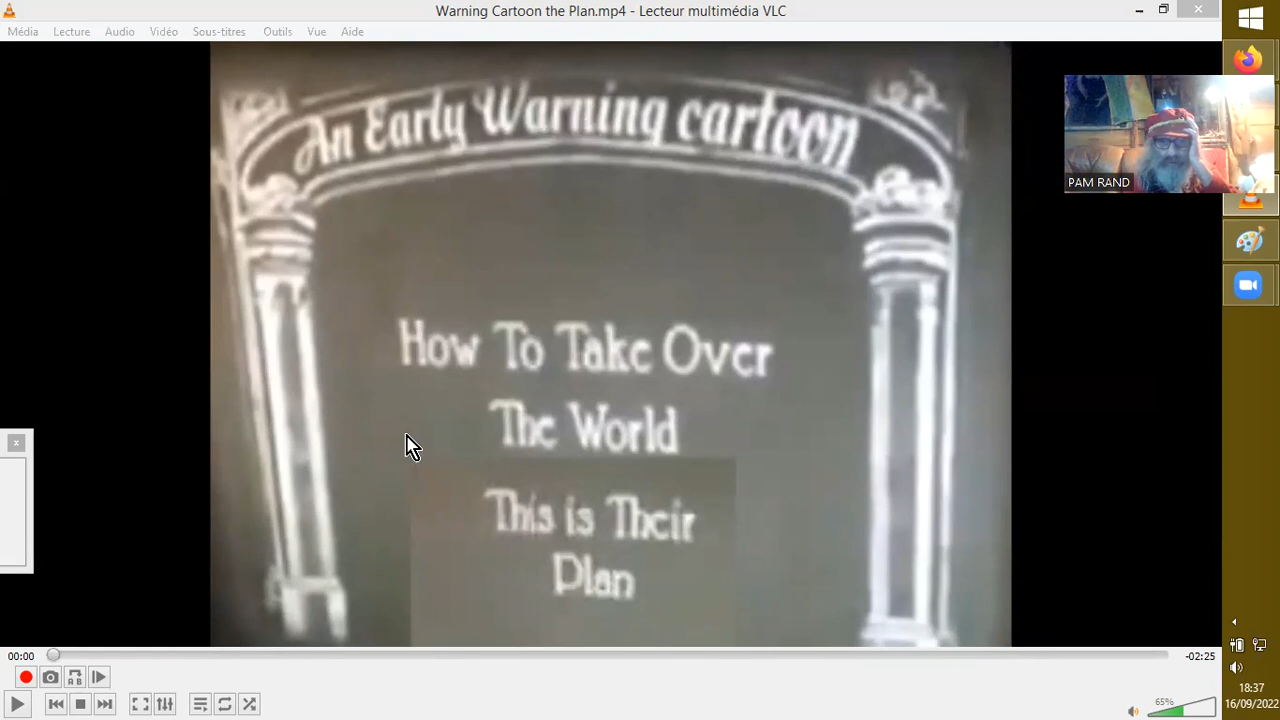 Warning Cartoon the Plan.mp4 - Lecteur multimédia VLC
Média Lecture Audio Vidéo Sous-titres Outils Vue Aide
An Early Warning cartoon
PAM RAND
How To Take Over
The World
This is Their
Plan
00:00
-02:25
65%
18:37
16/09/2022